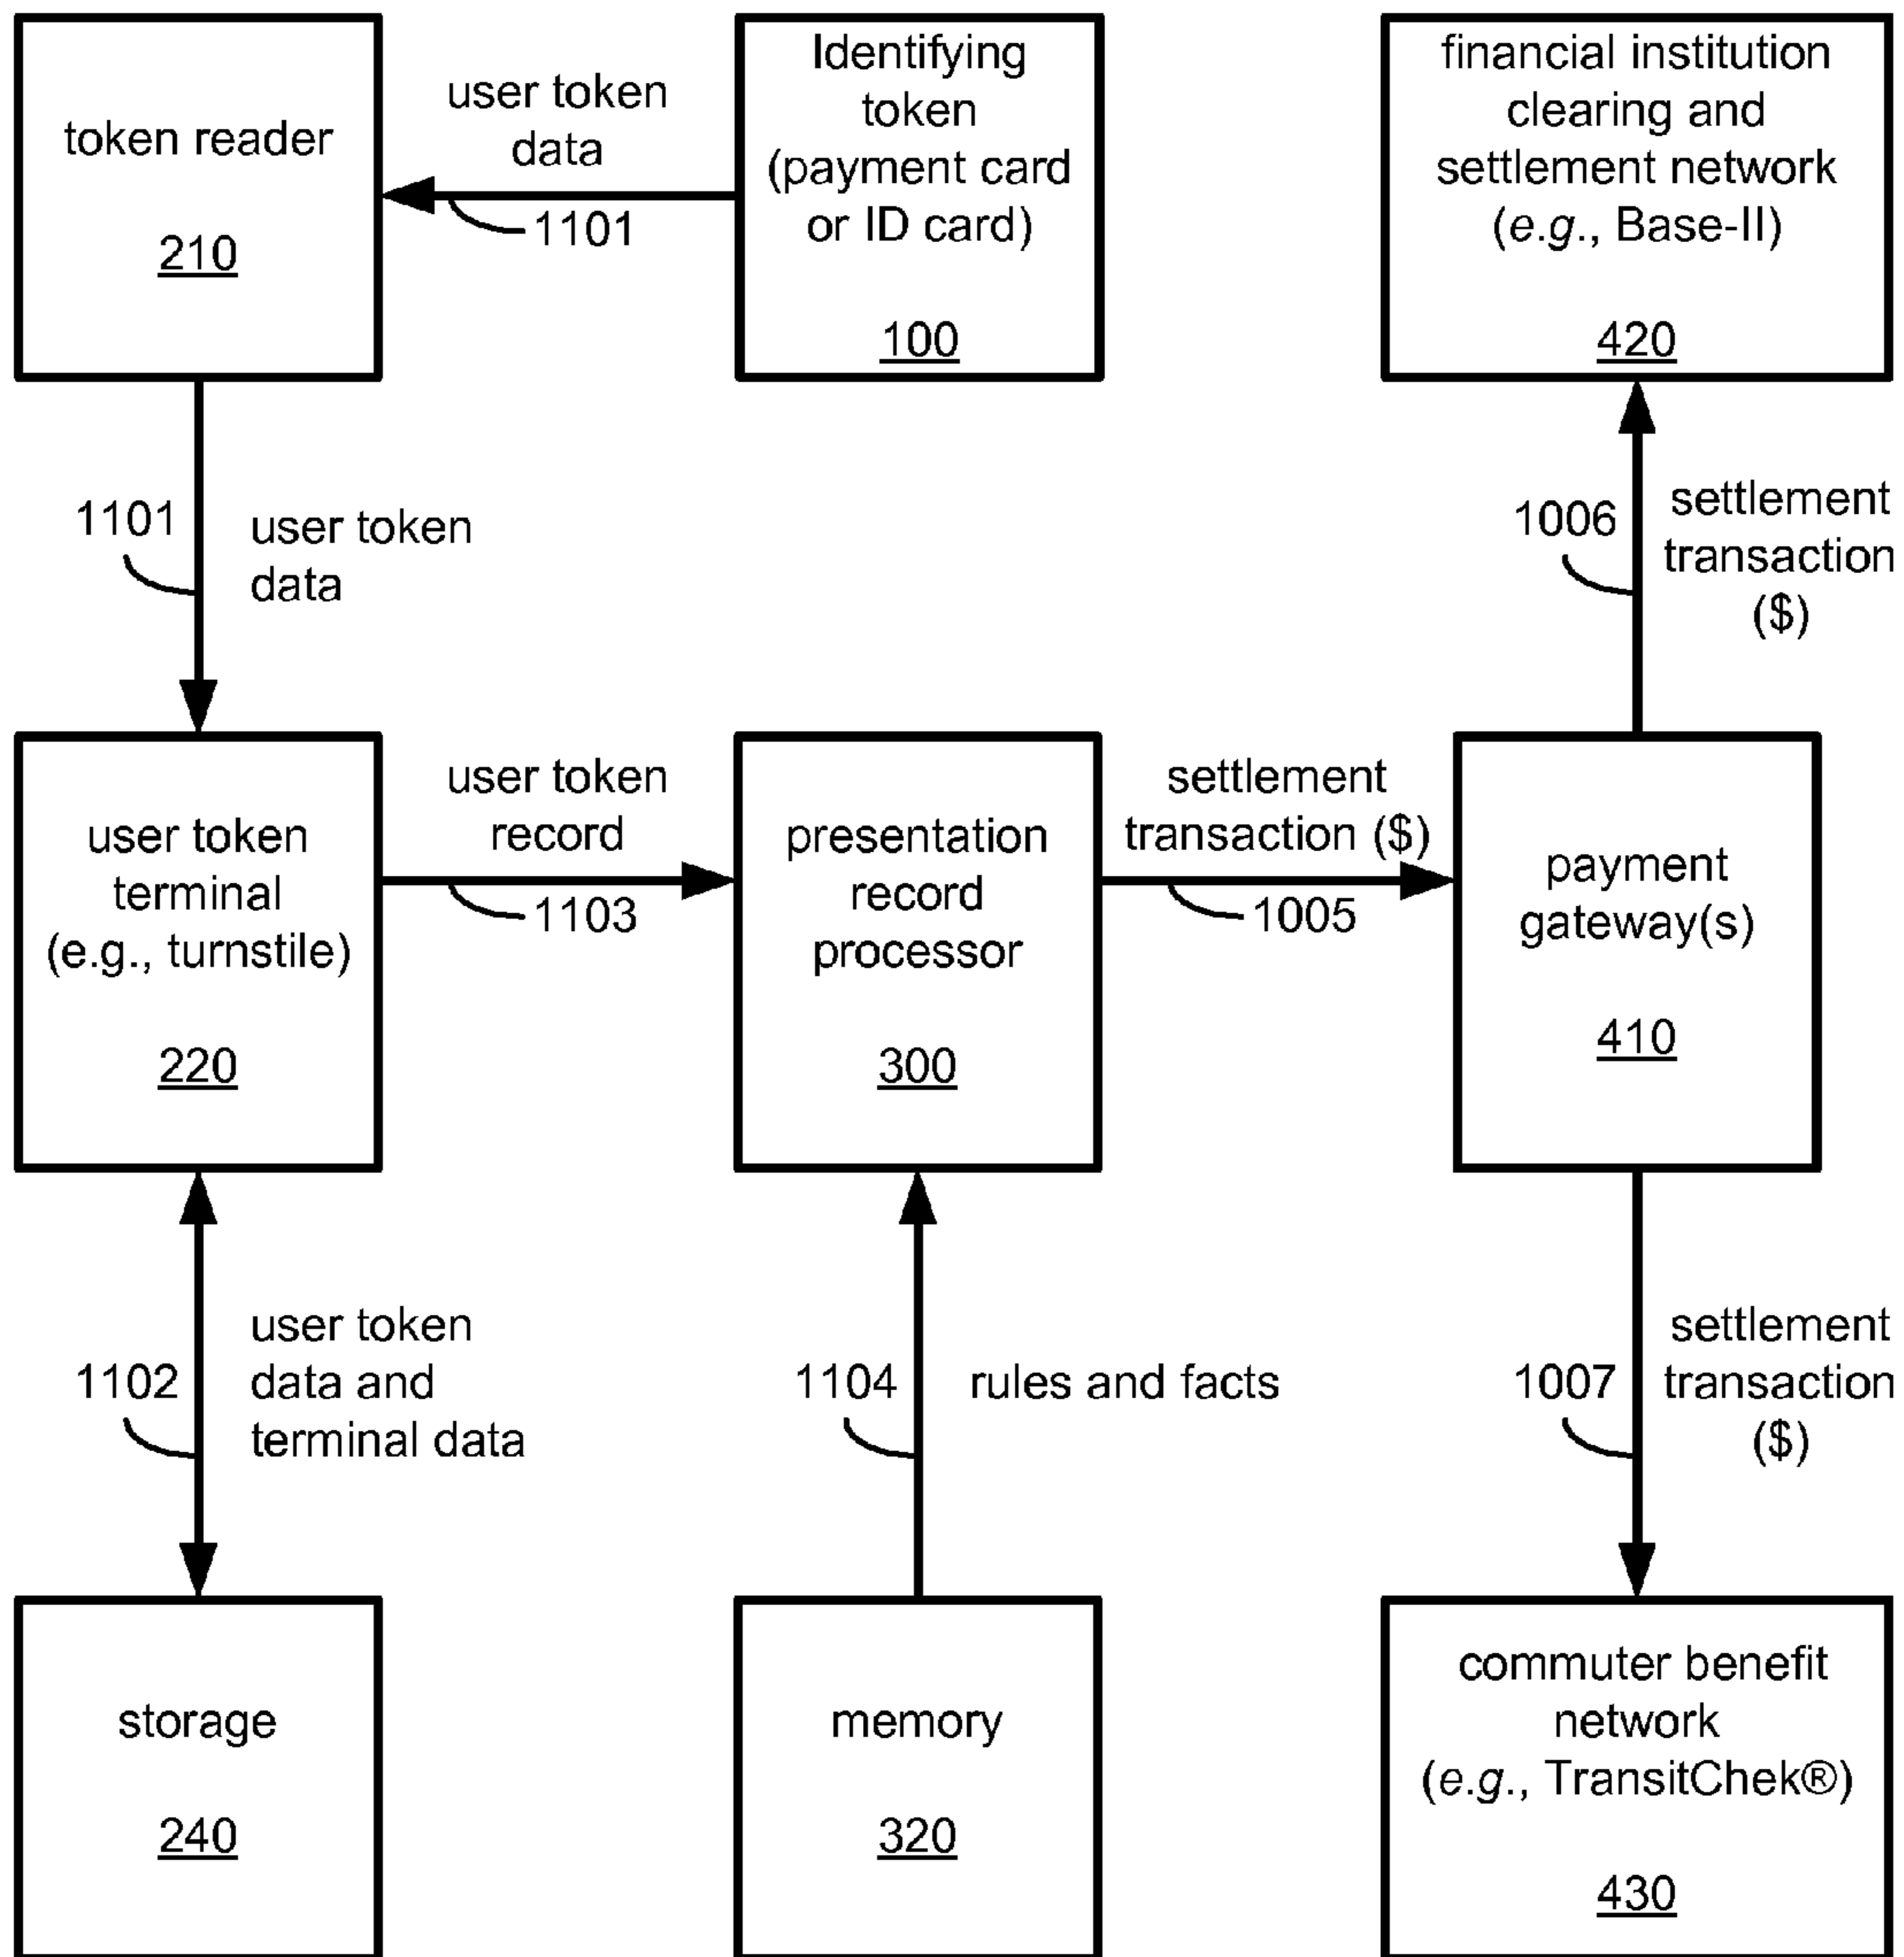 token reader
210
user token
data
1101
Identifying
token
(payment card
or ID card)
100
financial institution
clearing and
settlement network
(e.g., Base-II)
420
1101
user token
data
1006
settlement
transaction
($)
user token
terminal
(e.g., turnstile)
220
user token
record
1103
presentation
record
processor
300
settlement
transaction ($)
1005
payment
gateway(s)
410
1102
user token
data and
terminal data
1104
rules and facts
1007
settlement
transaction
($)
storage
240
memory
320
commuter benefit
network
(e.g., TransitChek®)
430